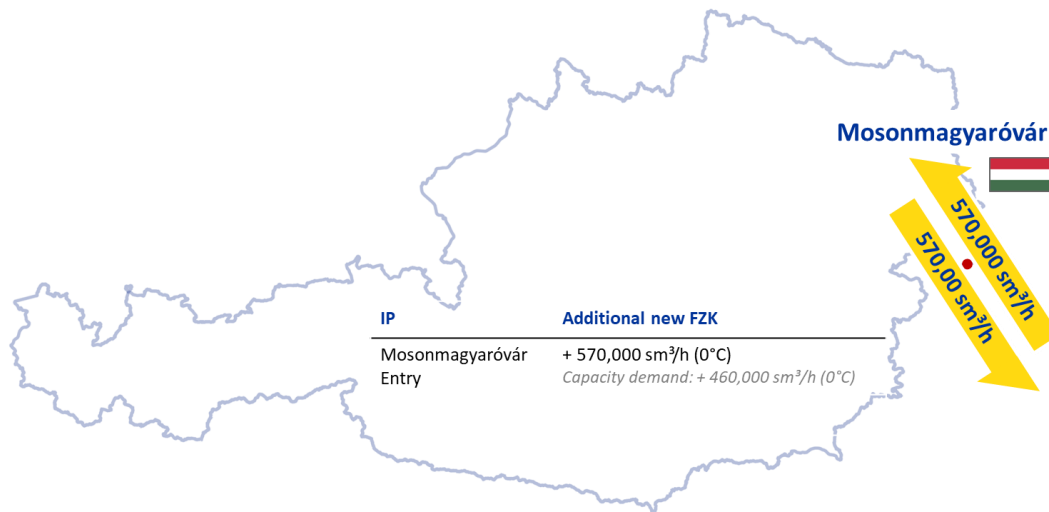 Mosonmagyaróvár
570,000 sm³/h
570,00 sm³/h
IP Additional new FZK
Mosonmagyaróvár + 570,000 sm³/h (0°C)
Entry Capacity demand: + 460,000 sm³/h (0°C)